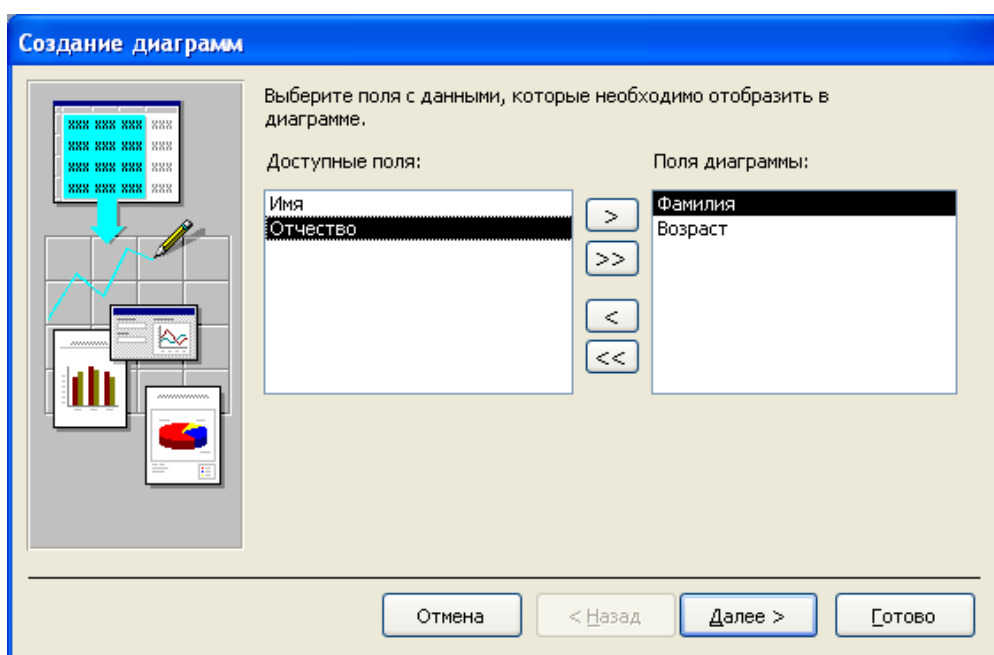 Создание диаграмм
Выберите поля с данными, которые необходимо отобразить в
диаграмме.
Доступные поля:
Поля диаграммы:
Имя
Отчество
>
>>
<
<<
Фамилия
Возраст
Отмена
< Назад
Далее >
Готово